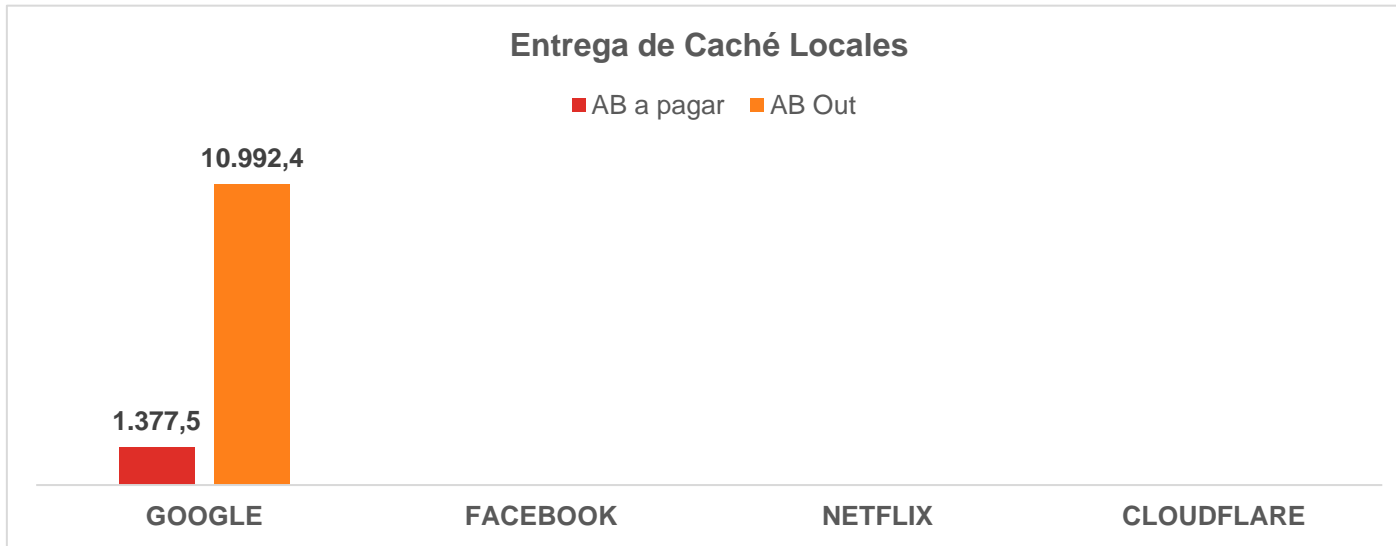 Entrega de Caché Locales
AB a pagar AB Out
10.992,4
1.377,5
GOOGLE FACEBOOK NETFLIX CLOUDFLARE